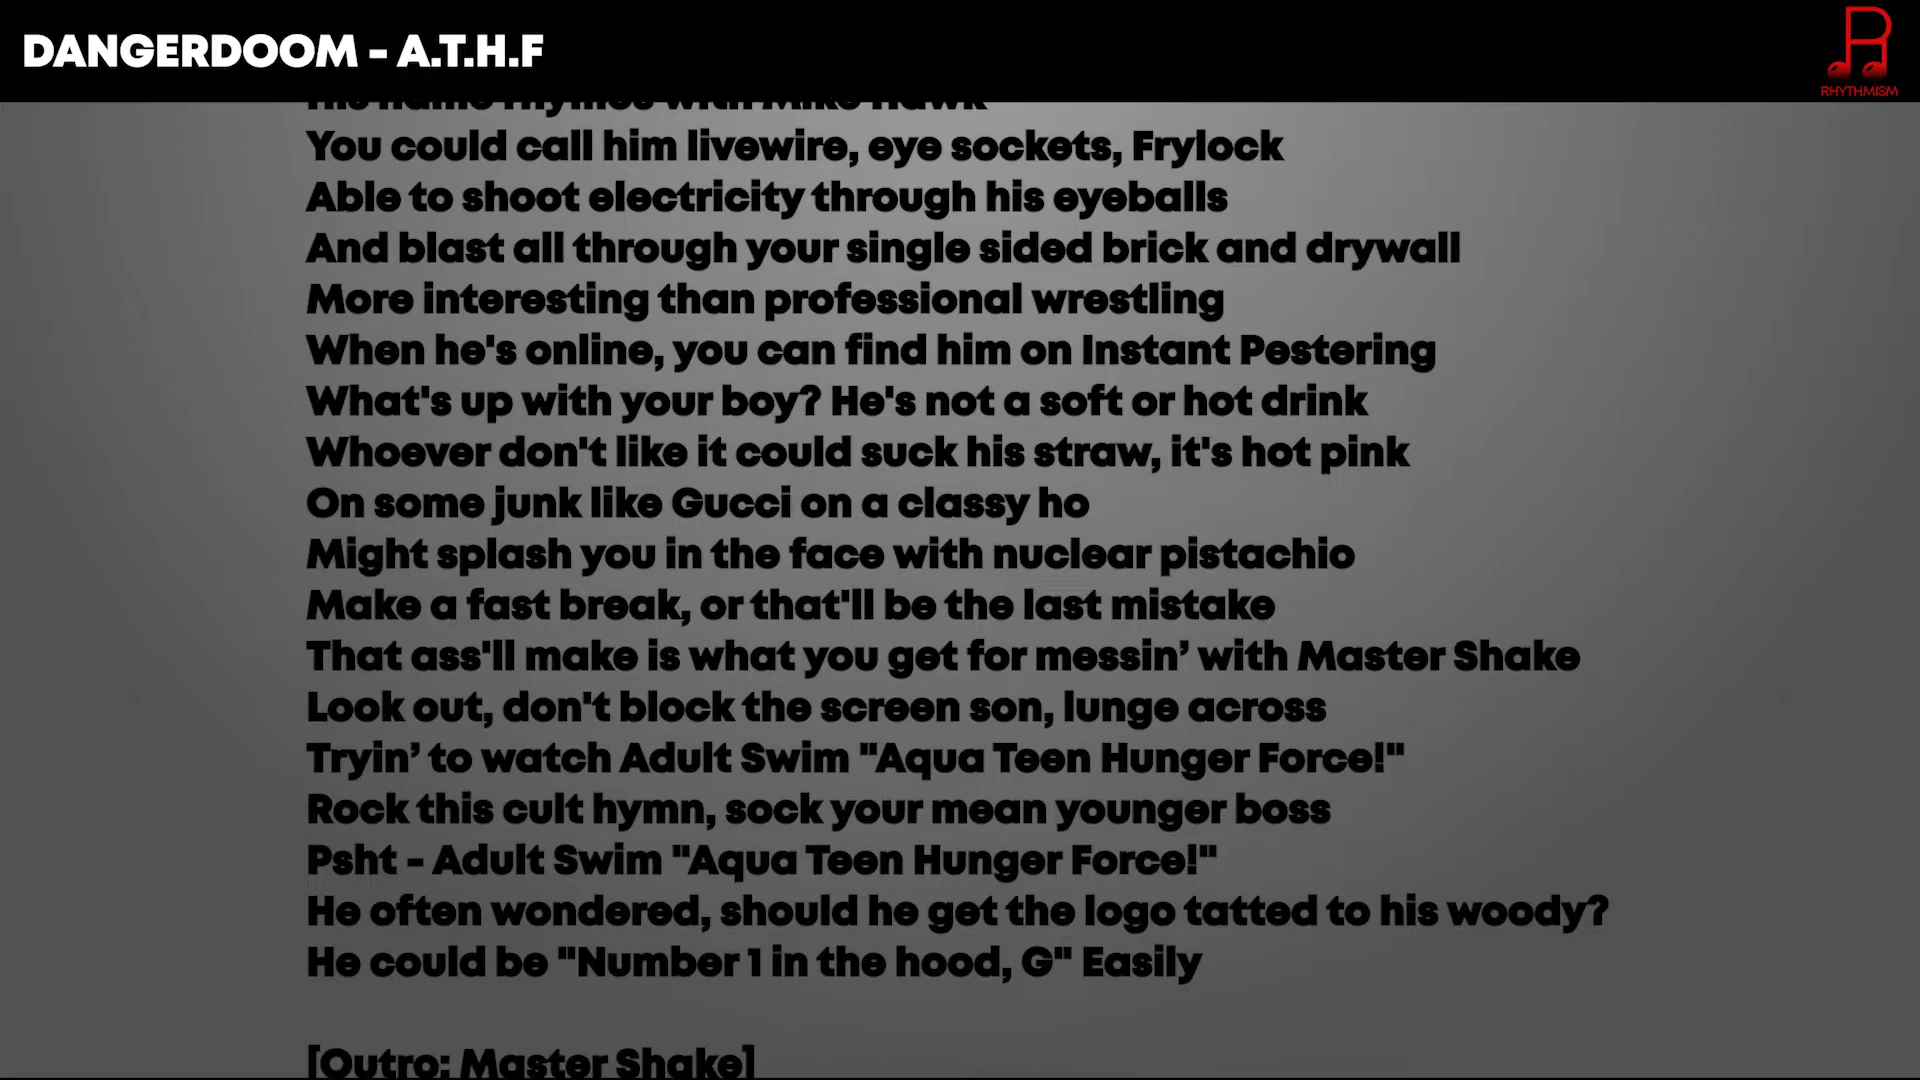 DANGERDOOM - A.T.H.F
RHYTHMISM
His name rhymes with Mike Hawk
You could call him livewire, eye sockets, Frylock
Able to shoot electricity through his eyeballs
And blast all through your single sided brick and drywall
More interesting than professional wrestling
When he's online, you can find him on Instant Pestering
What's up with your boy? He's not a soft or hot drink
Whoever don't like it could suck his straw, it's hot pink
On some junk like Gucci on a classy ho
Might splash you in the face with nuclear pistachio
Make a fast break, or that'll be the last mistake
That ass'll make is what you get for messin’ with Master Shake
Look out, don't block the screen son, lunge across
Tryin’ to watch Adult Swim "Aqua Teen Hunger Force!"
Rock this cult hymn, sock your mean younger boss
Psht - Adult Swim "Aqua Teen Hunger Force!"
He often wondered, should he get the logo tatted to his woody?
He could be "Number 1 in the hood, G" Easily
[Outro: Master Shake]